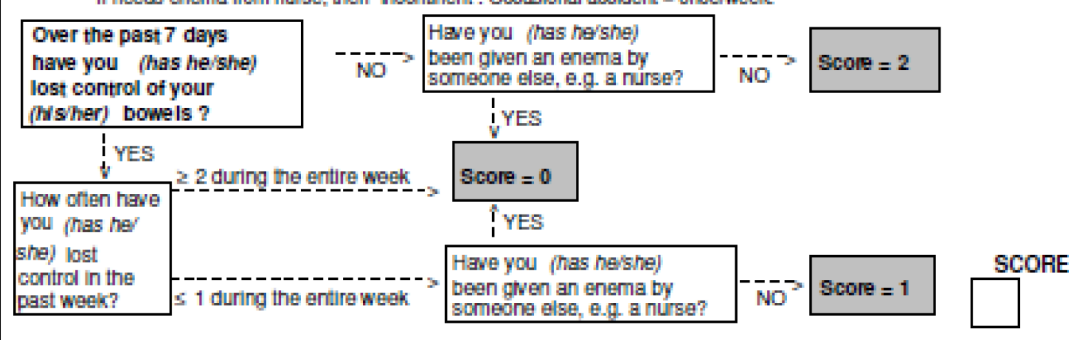 Over the past 7 days
have you (has he/she)
lost control of your
(his/her) bowels ?
NO
Have you (has he/she)
been given an enema by
someone else, e.g. a nurse?
NO
Score = 2
YES
YES
≥ 2 during the entire week
Score = 0
How often have
you (has he/
she) lost
control in the
past week?
YES
≤ 1 during the entire week
Have you (has he/she)
been given an enema by
someone else, e.g. a nurse?
NO
Score = 1
SCORE